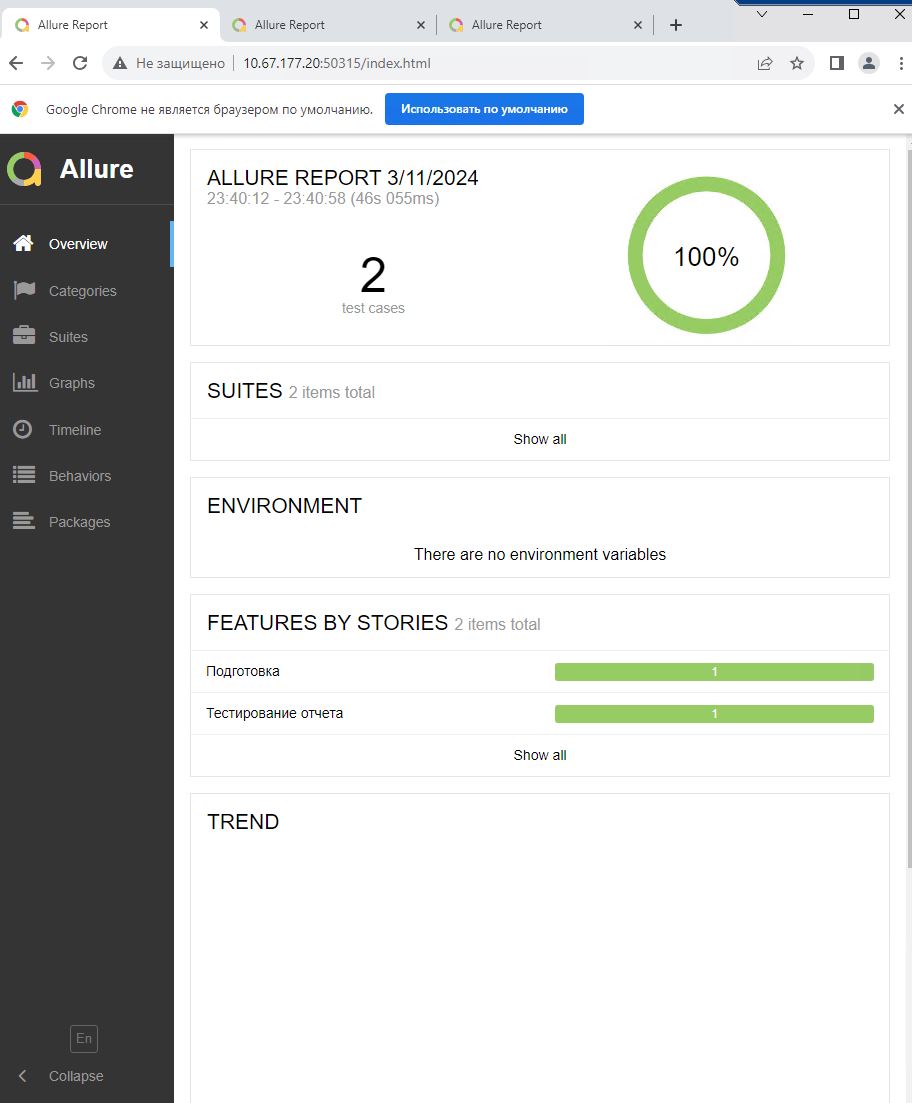 Allure Report
Allure Report
Allure Report
Не защищено
10.67.177.20:50315/index.html
Google Chrome не является браузером по умолчанию.
Использовать по умолчанию
Allure
Overview
Categories
Suites
Graphs
Timeline
Behaviors
Packages
En
Collapse
ALLURE REPORT 3/11/2024
23:40:12 - 23:40:58 (46s 055ms)
2
test cases
100%
SUITES 2 items total
Show all
ENVIRONMENT
There are no environment variables
FEATURES BY STORIES 2 items total
Подготовка 1
Тестирование отчета 1
Show all
TREND